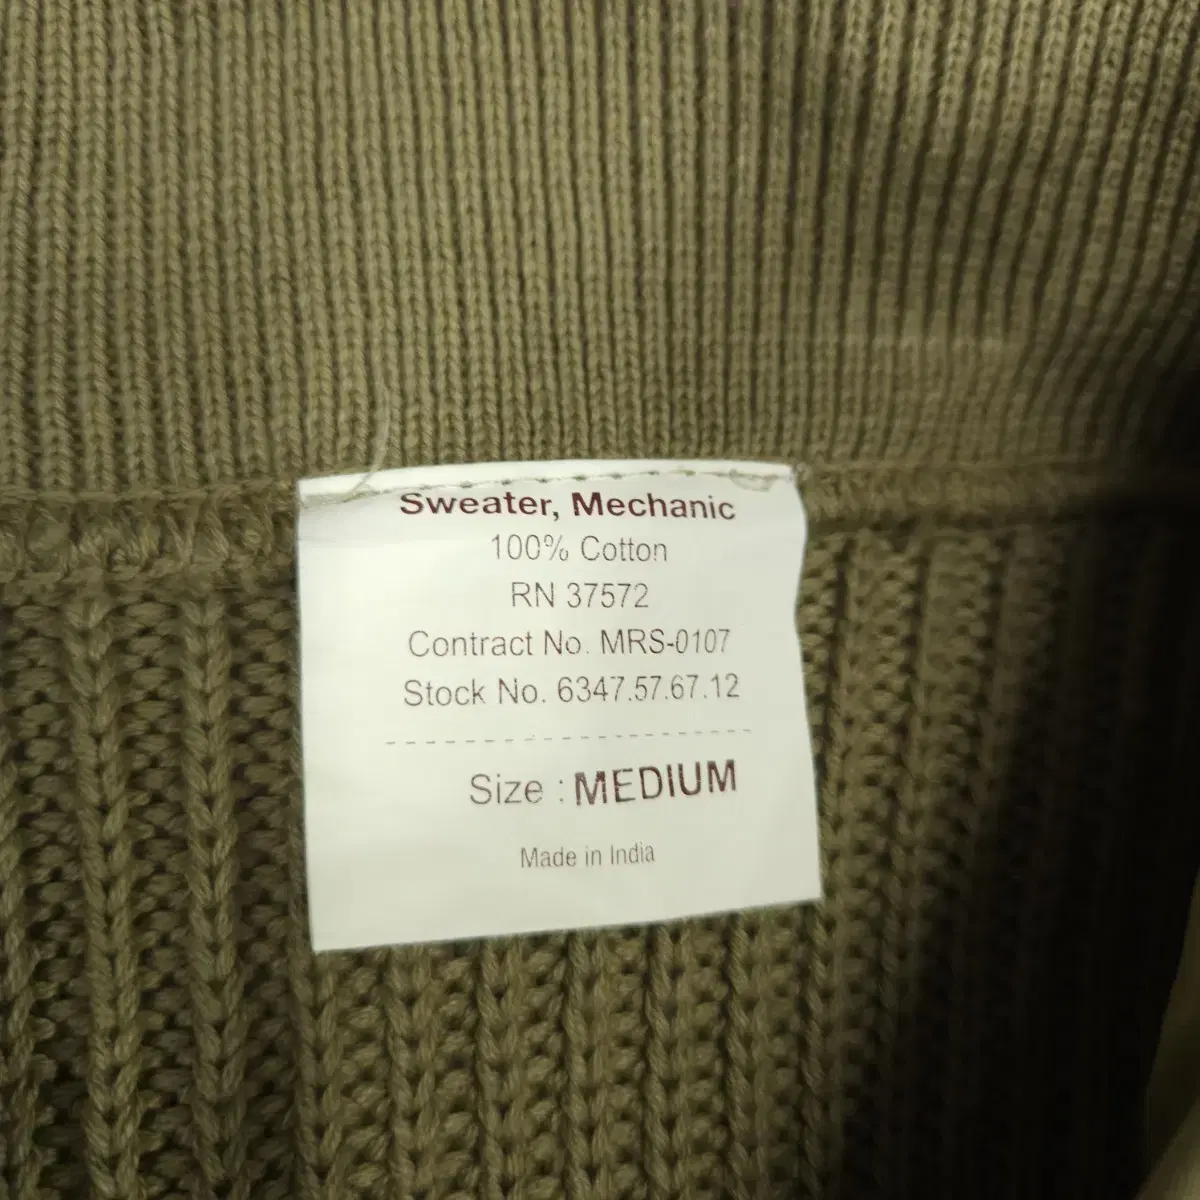 Sweater, Mechanic
100% Cotton
RN 37572
Contract No. MRS-0107
Stock No. 6347.57.67.12
Size : MEDIUM
Made in India